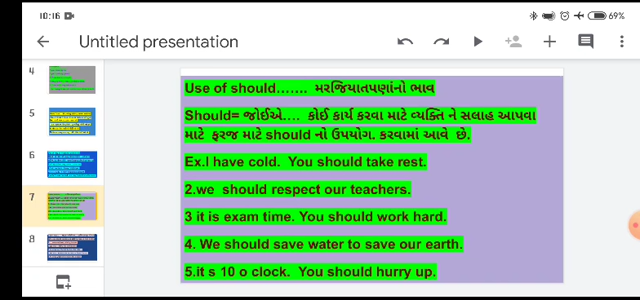 10:16 69%
Untitled presentation
4
5
6
7
8
Use of should....... મરજિયાતપણાંનો ભાવ
Should= જોઈએ.... કોઈ કાર્ય કરવા માટે વ્યક્તિ ને સલાહ આપવા
માટે ફરજ માટે should નો ઉપયોગ. કરવામાં આવે છે.
Ex.I have cold. You should take rest.
2.we should respect our teachers.
3 it is exam time. You should work hard.
4. We should save water to save our earth.
5.it s 10 o clock. You should hurry up.